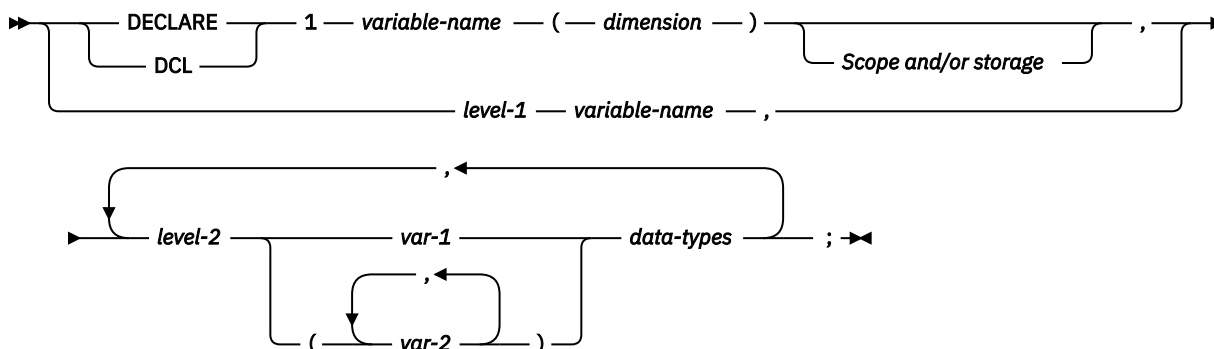 DECLARE 1 variable-name ( dimension ) ,
DCL Scope and/or storage
level-1 variable-name ,
,
level-2 var-1 data-types ;
,
( var-2 )